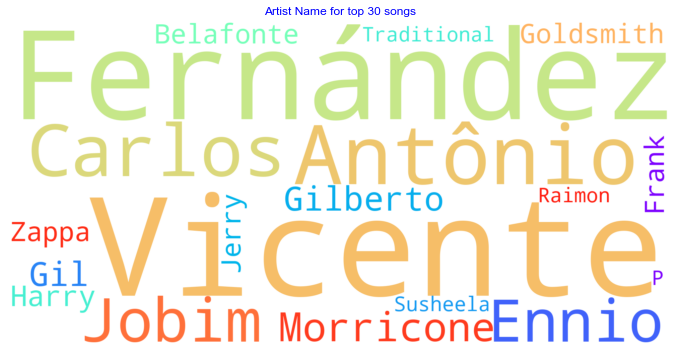 Artist Name for top 30 songs
Belafonte Traditional Goldsmith
Fernández
Carlos Antônio
Frank
Raimon
Gilberto
Jerry
Vicente
Zappa
Gil
Harry
P
Jobim Morricone Susheela Ennio